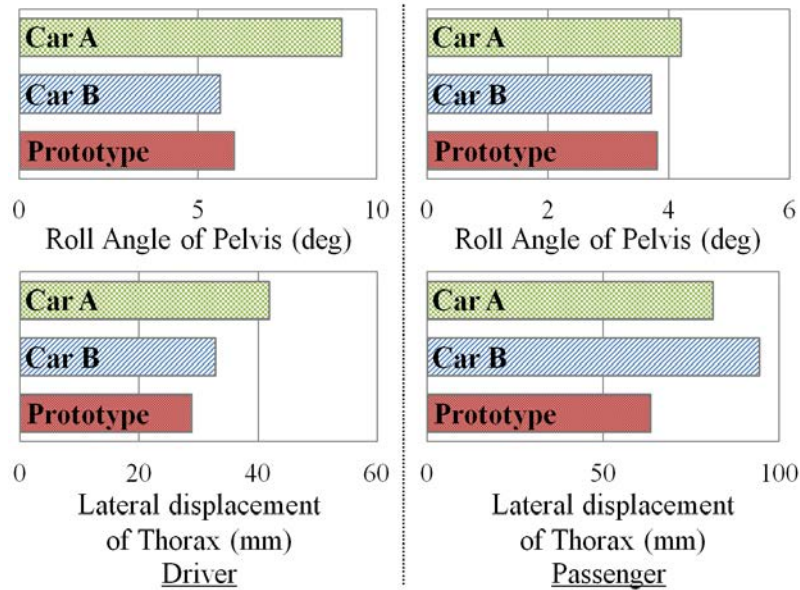 Car A
Car B
Prototype
0 5 10
Roll Angle of Pelvis (deg)
Car A
Car B
Prototype
0 2 4 6
Roll Angle of Pelvis (deg)
Car A
Car B
Prototype
0 20 40 60
Lateral displacement
of Thorax (mm)
Driver
Car A
Car B
Prototype
0 50 100
Lateral displacement
of Thorax (mm)
Passenger